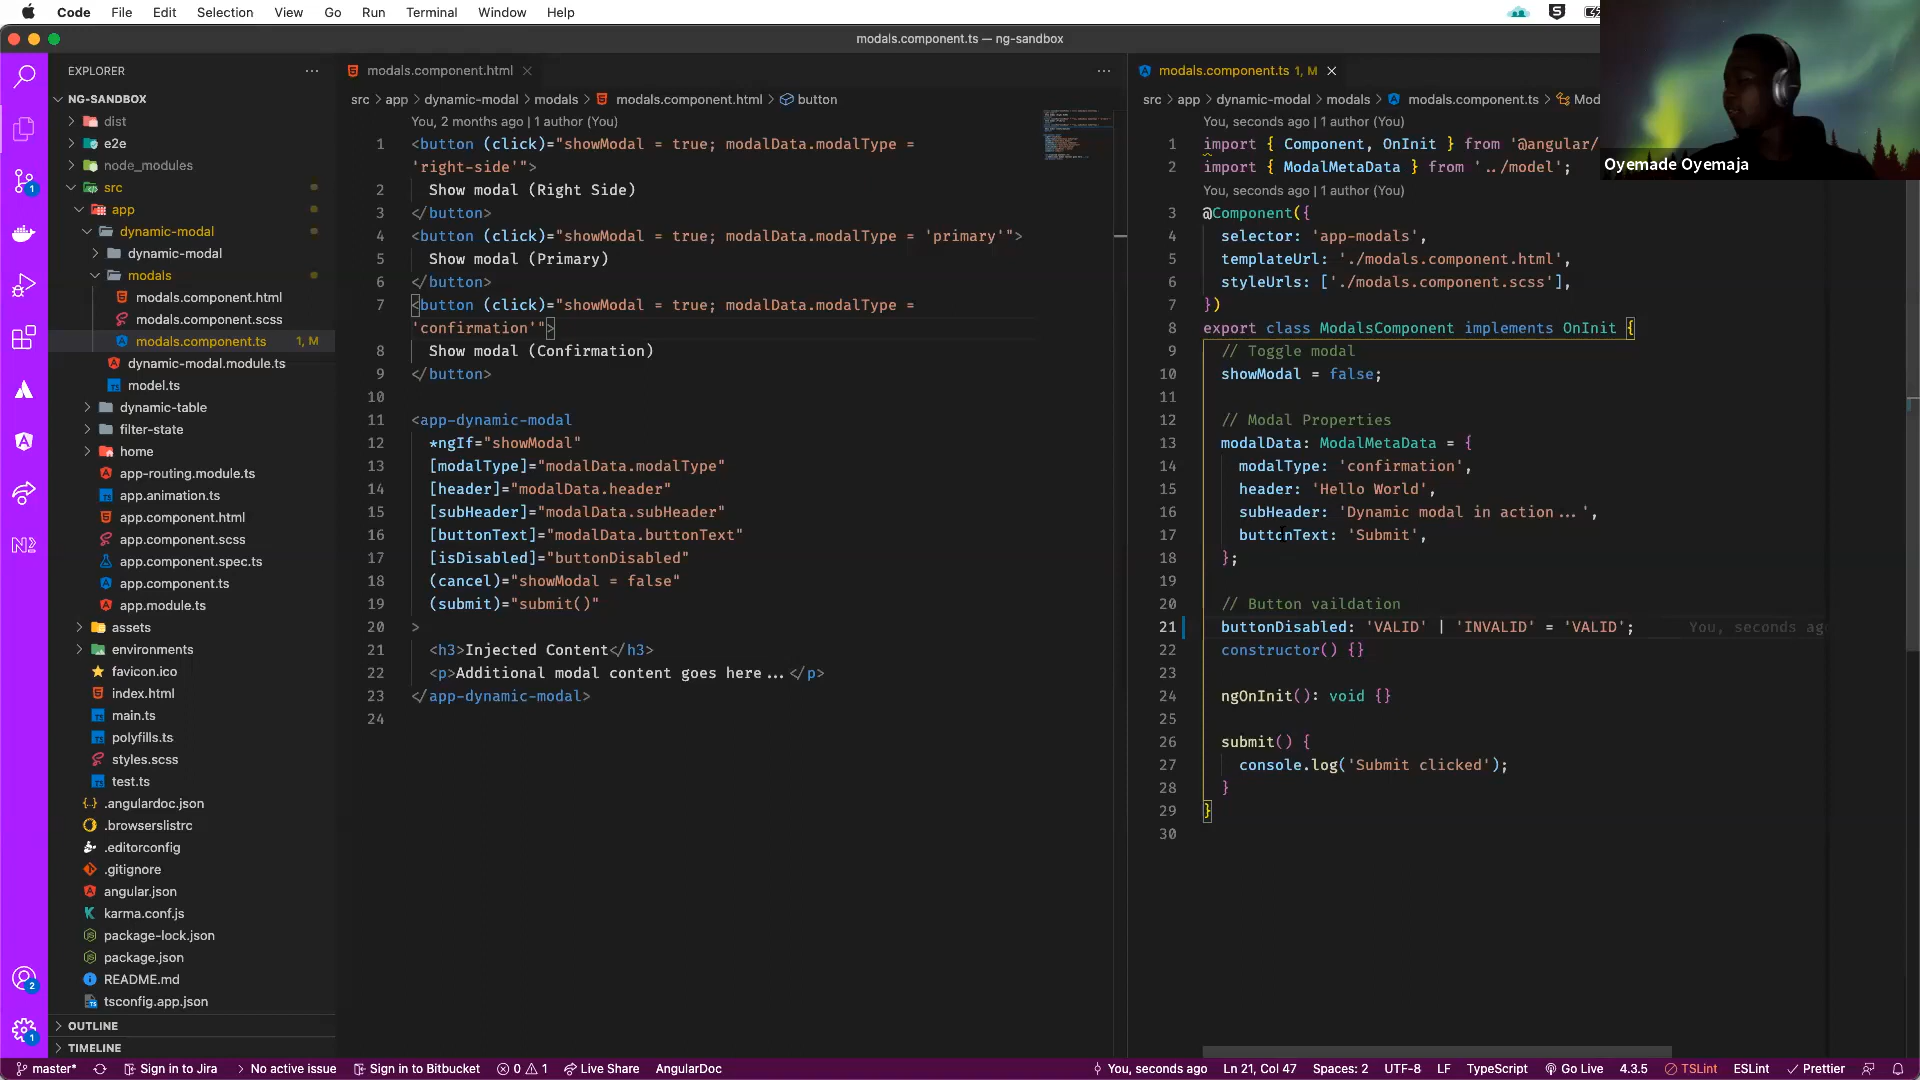 Code File Edit Selection View Go Run Terminal Window Help
modals.component.ts — ng-sandbox
EXPLORER
NG-SANDBOX
dist
e2e
node_modules
src
app
dynamic-modal
dynamic-modal
modals
modals.component.html
modals.component.scss
modals.component.ts 1, M
dynamic-modal.module.ts
model.ts
dynamic-table
filter-state
home
app-routing.module.ts
app.animation.ts
app.component.html
app.component.scss
app.component.spec.ts
app.component.ts
app.module.ts
assets
environments
favicon.ico
index.html
main.ts
polyfills.ts
styles.scss
test.ts
.angulardoc.json
.browserslistrc
.editorconfig
.gitignore
angular.json
karma.conf.js
package-lock.json
package.json
README.md
tsconfig.app.json
OUTLINE
TIMELINE
modals.component.html
src > app > dynamic-modal > modals > modals.component.html > button
You, 2 months ago | 1 author (You)
1 <button (click)="showModal = true; modalData.modalType =
'right-side'">
2 Show modal (Right Side)
3 </button>
4 <button (click)="showModal = true; modalData.modalType = 'primary'">
5 Show modal (Primary)
6 </button>
7 <button (click)="showModal = true; modalData.modalType =
'confirmation'">
8 Show modal (Confirmation)
9 </button>
10
11 <app-dynamic-modal
12 *ngIf="showModal"
13 [modalType]="modalData.modalType"
14 [header]="modalData.header"
15 [subHeader]="modalData.subHeader"
16 [buttonText]="modalData.buttonText"
17 [isDisabled]="buttonDisabled"
18 (cancel)="showModal = false"
19 (submit)="submit()"
20 >
21 <h3>Injected Content</h3>
22 <p>Additional modal content goes here...</p>
23 </app-dynamic-modal>
24
modals.component.ts 1, M
src > app > dynamic-modal > modals > modals.component.ts > Mod
You, seconds ago | 1 author (You)
1 import { Component, OnInit } from '@angular/
2 import { ModalMetaData } from '../model';
You, seconds ago | 1 author (You)
3 @Component({
4 selector: 'app-modals',
5 templateUrl: './modals.component.html',
6 styleUrls: ['./modals.component.scss'],
7 })
8 export class ModalsComponent implements OnInit {
9 // Toggle modal
10 showModal = false;
11
12 // Modal Properties
13 modalData: ModalMetaData = {
14 modalType: 'confirmation',
15 header: 'Hello World',
16 subHeader: 'Dynamic modal in action...',
17 buttonText: 'Submit',
18 };
19
20 // Button vaildation
21 buttonDisabled: 'VALID' | 'INVALID' = 'VALID'; You, seconds ag
22 constructor() {}
23
24 ngOnInit(): void {}
25
26 submit() {
27 console.log('Submit clicked');
28 }
29 }
30
Oyemade Oyemaja
1
2
1
master* Sign in to Jira No active issue Sign in to Bitbucket 0 1 Live Share AngularDoc You, seconds ago Ln 21, Col 47 Spaces: 2 UTF-8 LF TypeScript Go Live 4.3.5 TSLint ESLint Prettier